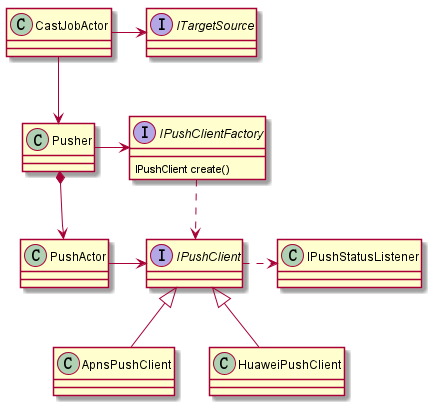 C CastJobActor
I ITargetSource
C Pusher
I IPushClientFactory
IPushClient create()
C PushActor
I IPushClient
C IPushStatusListener
C ApnsPushClient
C HuaweiPushClient